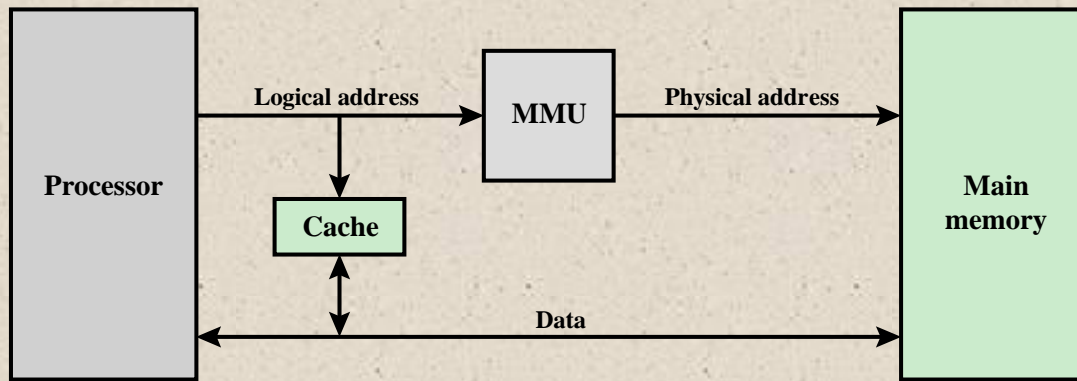 Logical address
MMU
Physical address
Processor
Main
memory
Cache
Data